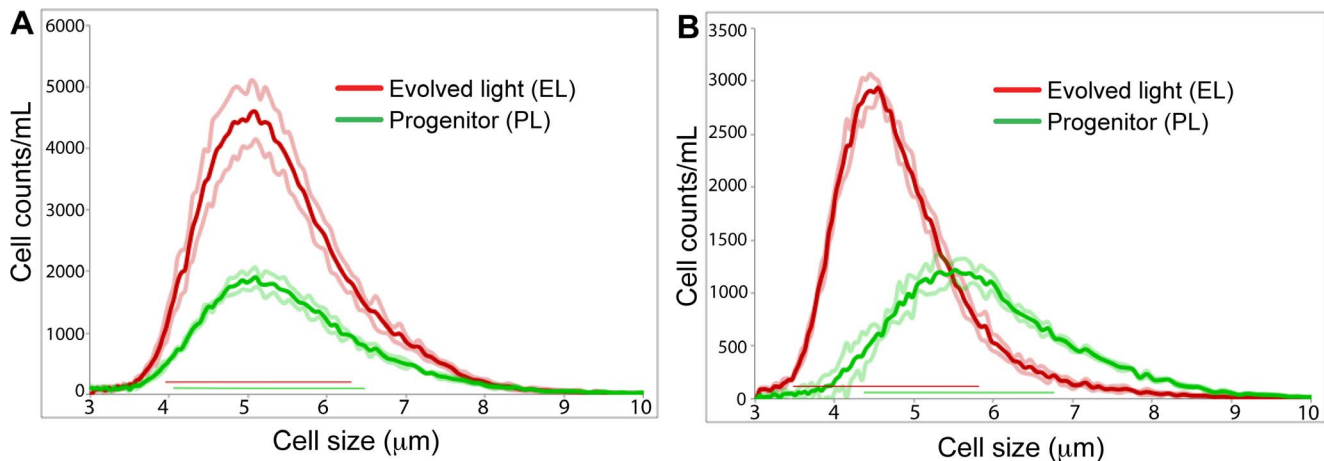 A
6000
5000
4000
3000
2000
1000
0
Cell counts/mL
Evolved light (EL)
Progenitor (PL)
3 4 5 6 7 8 9 10
Cell size (μm)
B
3500
3000
2500
2000
1500
1000
500
0
Cell counts/mL
Evolved light (EL)
Progenitor (PL)
3 4 5 6 7 8 9 10
Cell size (μm)